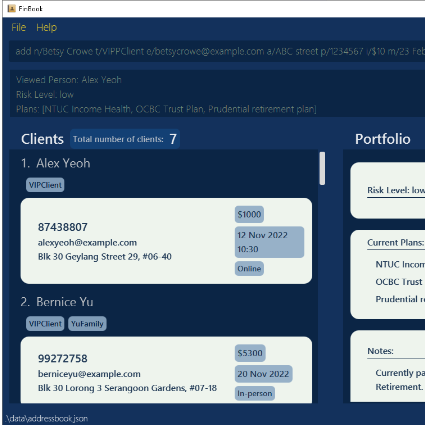 FinBook
File Help
add n/Betsy Crowe t/VIPPClient e/betsycrowe@example.com a/ABC street p/1234567 i/$10 m/23 Feb
Viewed Person: Alex Yeoh
Risk Level: low
Plans: [NTUC Income Health, OCBC Trust Plan, Prudential retirement plan]
Clients Total number of clients: 7
Portfolio
1. Alex Yeoh
VIPClient
87438807
alexyeoh@example.com
Blk 30 Geylang Street 29, #06-40
$1000
12 Nov 2022
10:30
Online
2. Bernice Yu
VIPClient YuFamily
99272758
berniceyu@example.com
Blk 30 Lorong 3 Serangoon Gardens, #07-18
$5300
20 Nov 2022
In-person
Risk Level: low
Current Plans:
NTUC Incom
OCBC Trust
Prudential re
Notes:
Currently pa
Retirement.
\data\addressbook.json